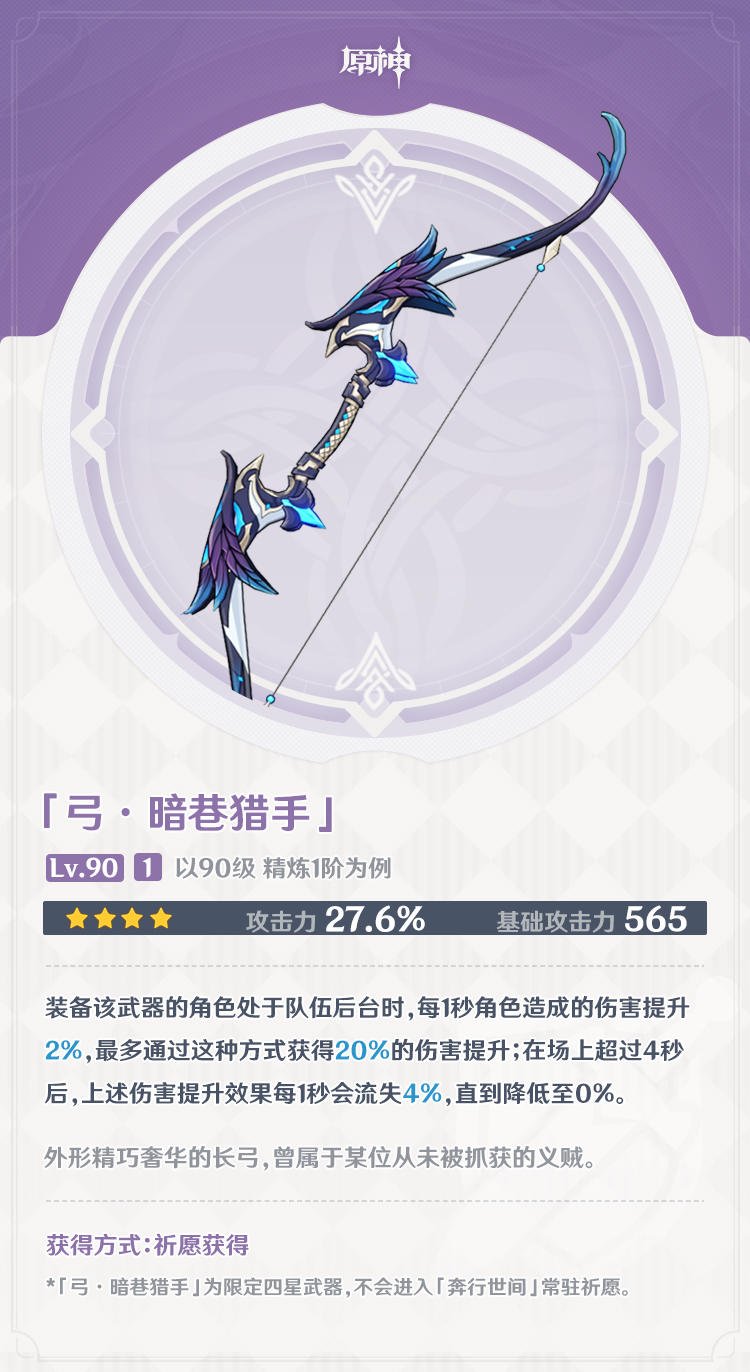 原神
「弓·暗巷猎手」
Lv.90 1 以90级 精炼1阶为例
攻击力 27.6% 基础攻击力 565
装备该武器的角色处于队伍后台时,每1秒角色造成的伤害提升
2%,最多通过这种方式获得20%的伤害提升;在场上超过4秒
后,上述伤害提升效果每1秒会流失4%,直到降低至0%。
外形精巧奢华的长弓,曾属于某位从未被抓获的义贼。
获得方式:祈愿获得
*「弓·暗巷猎手」为限定四星武器,不会进入「奔行世间」常驻祈愿。